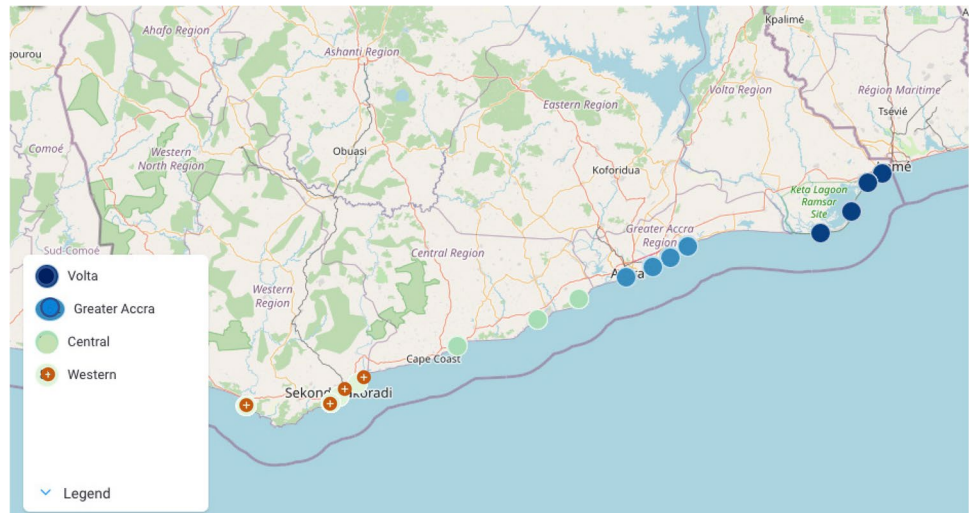 Kpalimé
gourou
Ahafo Region
Ashanti Region
Eastern Region
Volta Region
Région Maritime
Tsévié
Comoé
Western
North Region
Obuasi
Koforidua
Keta Lagoon
Ramsar
Site
Greater Accra
Region
Sud-Comoé
Central Region
Western
Region
Cape Coast
Volta
Greater Accra
Central
Western
Legend